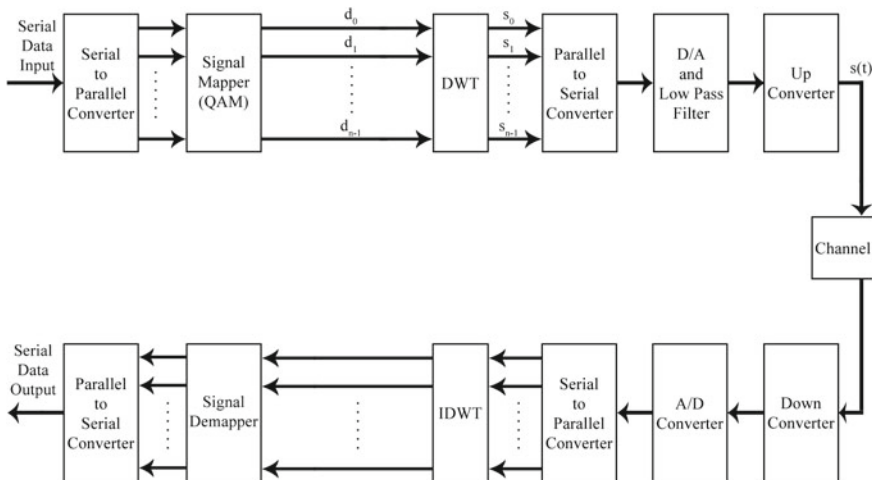 Serial
Data
Input
Serial
to
Parallel
Converter
Signal
Mapper
(QAM)
d₀
d₁
dₙ₋₁
DWT
s₀
s₁
sₙ₋₁
Parallel
to
Serial
Converter
D/A
and
Low Pass
Filter
Up
Converter
s(t)
Channel
Serial
Data
Output
Parallel
to
Serial
Converter
Signal
Demapper
IDWT
Serial
to
Parallel
Converter
A/D
Converter
Down
Converter